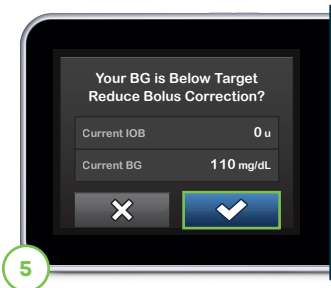 Your BG is Below Target
Reduce Bolus Correction?
Current IOB 0 u
Current BG 110 mg/dL
5